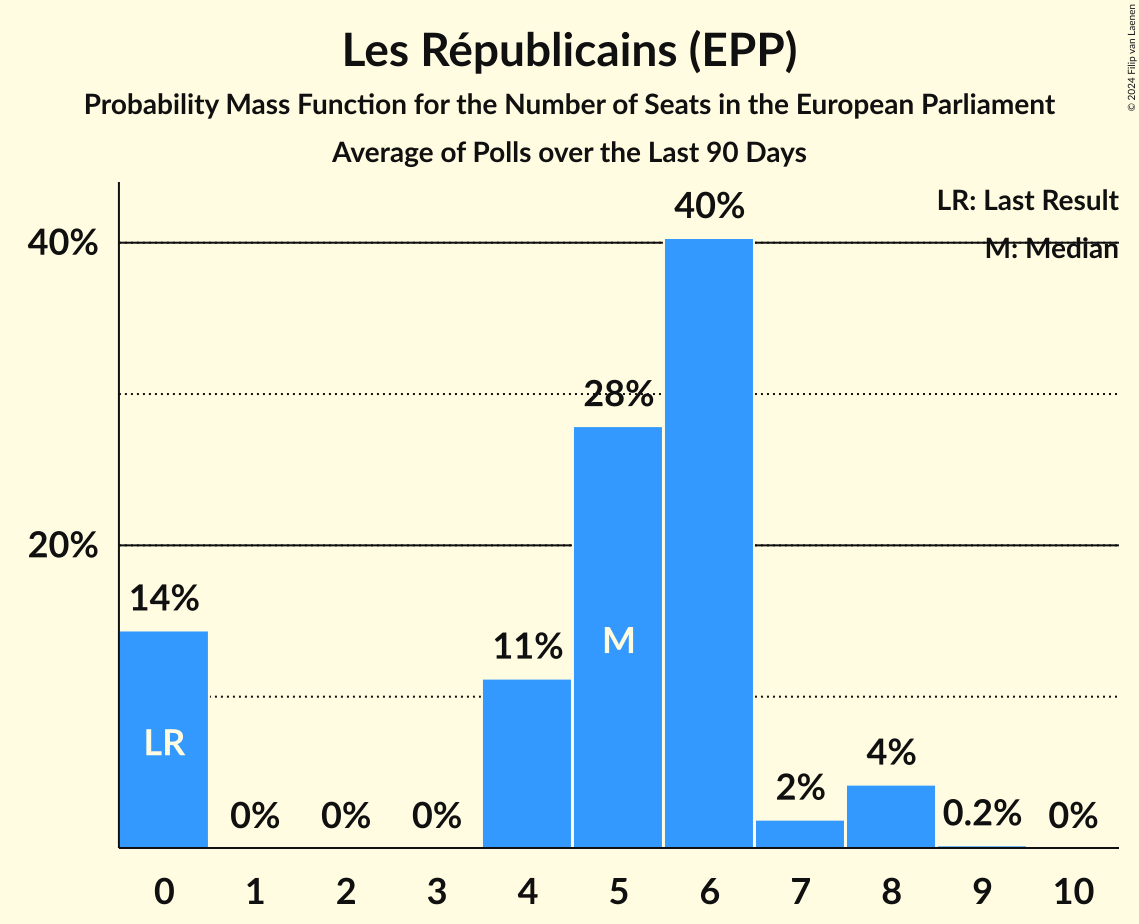 Les Républicains (EPP)
Probability Mass Function for the Number of Seats in the European Parliament
Average of Polls over the Last 90 Days
© 2024 Filip van Laenen
LR: Last Result
M: Median
40%
20%
14%
0%
0%
0%
11%
28%
40%
2%
4%
0.2%
0%
LR
M
0 1 2 3 4 5 6 7 8 9 10